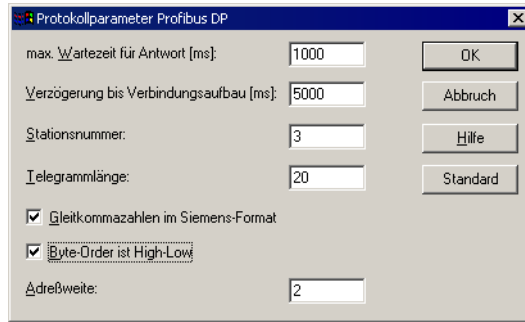 Protokollparameter Profibus DP
max. Wartezeit für Antwort [ms]: 1000 OK
Verzögerung bis Verbindungsaufbau [ms]: 5000 Abbruch
Stationsnummer: 3 Hilfe
Telegrammlänge: 20 Standard
Gleitkommazahlen im Siemens-Format
Byte-Order ist High-Low
Adreßweite: 2